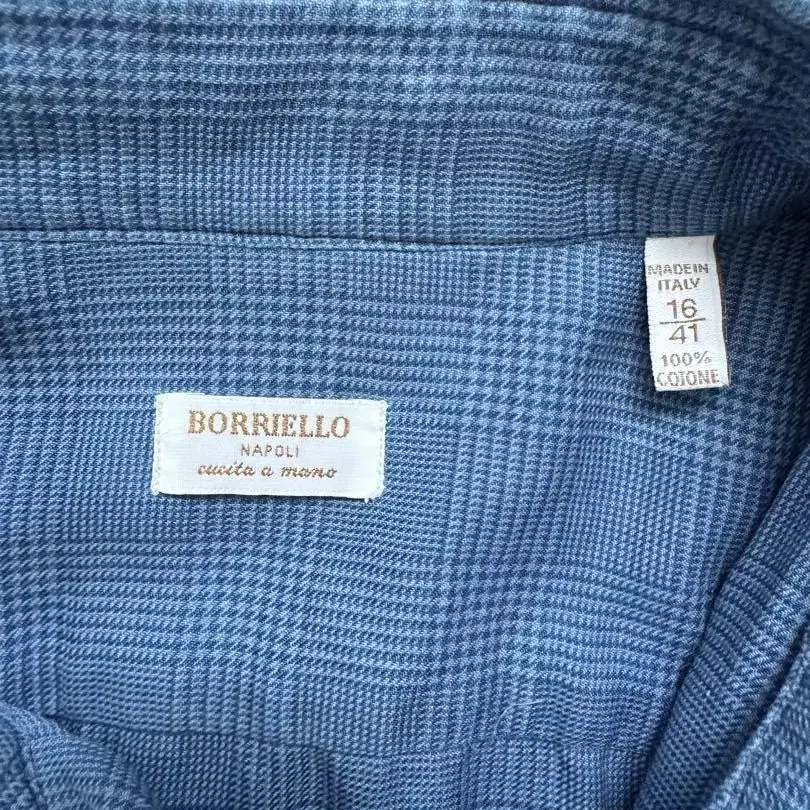 BORRIELLO
NAPOLI
cucita a mano
MADE IN
ITALY
16
41
100%
COTONE